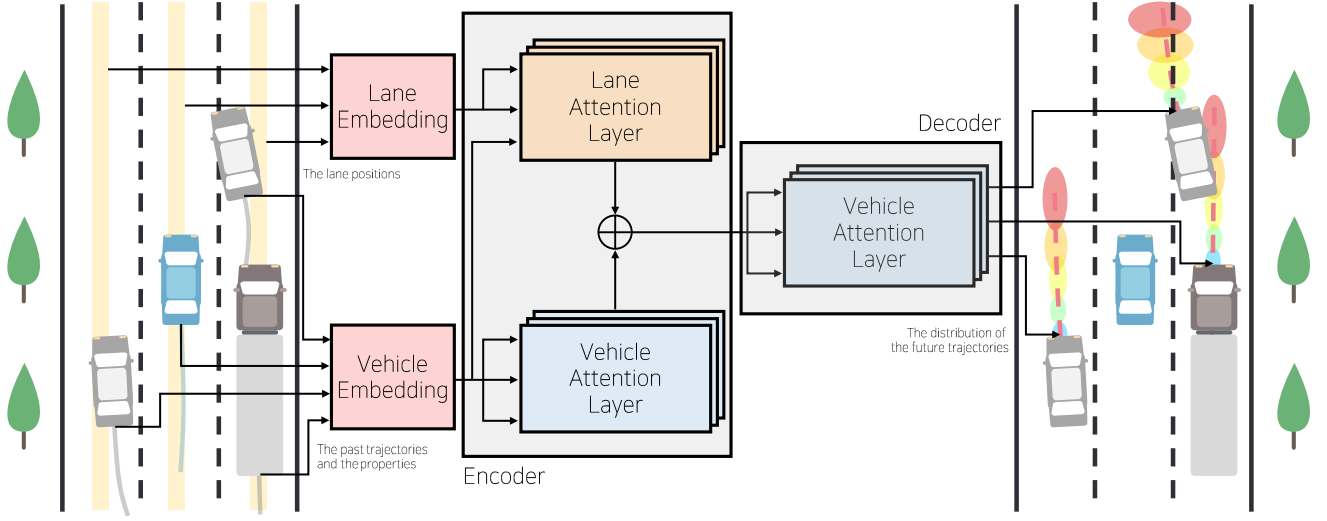 Lane
Embedding
The lane positions
Lane
Attention
Layer
Decoder
Vehicle
Attention
Layer
The distribution of
the future trajectories
Vehicle
Embedding
The past trajectories
and the properties
Vehicle
Attention
Layer
Encoder